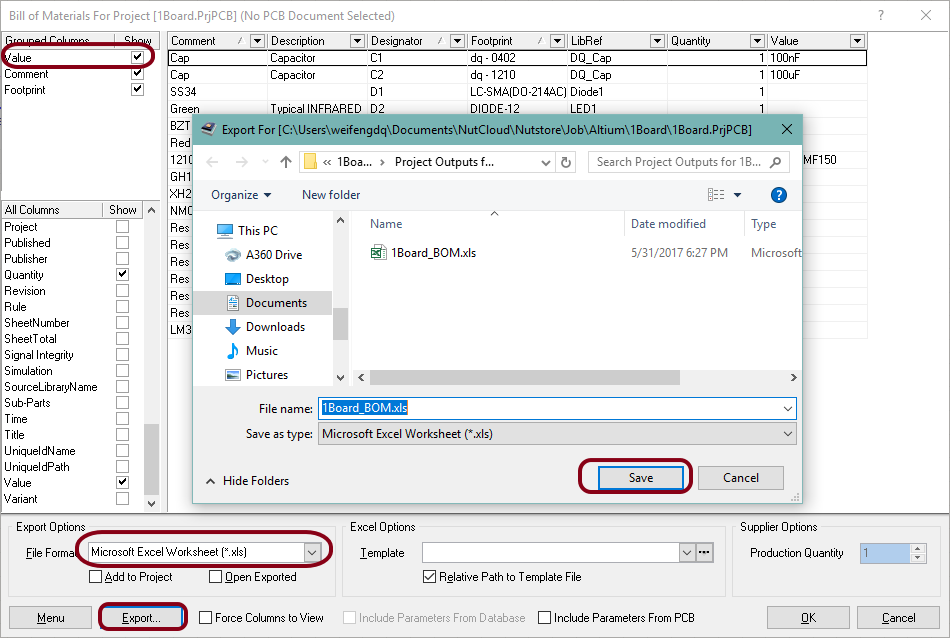 Bill of Materials For Project [1Board.PrjPCB] (No PCB Document Selected)
Grouped Columns Show
Value
Comment
Footprint
Comment Description Designator Footprint LibRef Quantity Value
Cap Capacitor C1 dq - 0402 DQ_Cap 1 100nF
Cap Capacitor C2 dq - 1210 DQ_Cap 1 100uF
SS34 D1 LC-SMA(DO-214AC) Diode1 1
Green Typical INFRARED D2 DIODE-12 LED1 1
BZT
Red
1210 MF150
GH1
XH2
Res
Res
Res
Res
Res
LM3
All Columns Show
Project
Published
Publisher
Quantity
Revision
Rule
SheetNumber
SheetTotal
Signal Integrity
Simulation
SourceLibraryName
Sub-Parts
Time
Title
UniqueIdName
UniqueIdPath
Value
Variant
Export For [C:\Users\weifengdq\Documents\NutCloud\Nutstore\Job\Altium\1Board\1Board.PrjPCB]
« 1Boa... > Project Outputs f...
Search Project Outputs for 1B...
Organize New folder
This PC
A360 Drive
Desktop
Documents
Downloads
Music
Pictures
Name Date modified Type
1Board_BOM.xls 5/31/2017 6:27 PM Microsoft
File name: 1Board_BOM.xls
Save as type: Microsoft Excel Worksheet (*.xls)
Hide Folders
Save Cancel
Export Options
File Forma Microsoft Excel Worksheet (*.xls)
Add to Project Open Exported
Excel Options
Template
Relative Path to Template File
Supplier Options
Production Quantity 1
Menu Export... Force Columns to View Include Parameters From Database Include Parameters From PCB OK Cancel